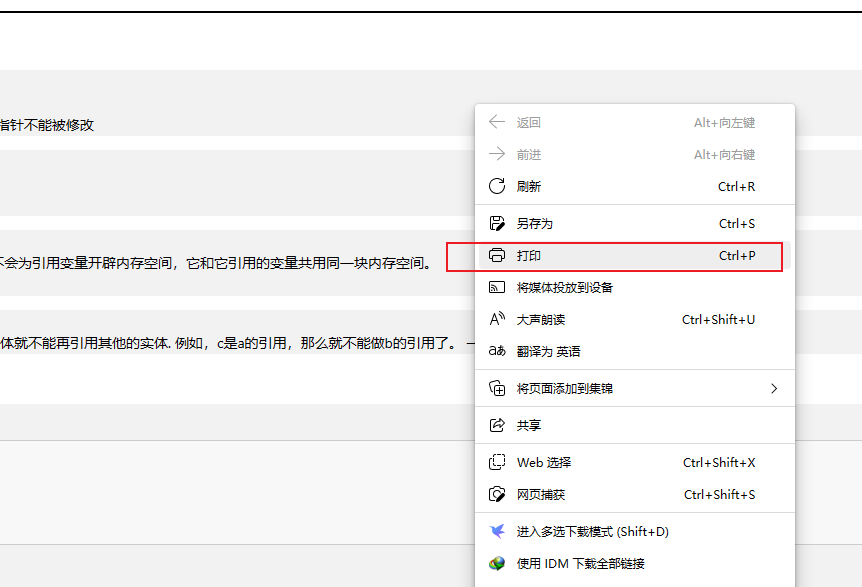 指针不能被修改
不会为引用变量开辟内存空间，它和它引用的变量共用同一块内存空间。
体就不能再引用其他的实体. 例如，c是a的引用，那么就不能做b的引用了。 一
返回 Alt+向左键
前进 Alt+向右键
刷新 Ctrl+R
另存为 Ctrl+S
打印 Ctrl+P
将媒体投放到设备
大声朗读 Ctrl+Shift+U
翻译为 英语
将页面添加到集锦
共享
Web 选择 Ctrl+Shift+X
网页捕获 Ctrl+Shift+S
进入多选下载模式 (Shift+D)
使用 IDM 下载全部链接